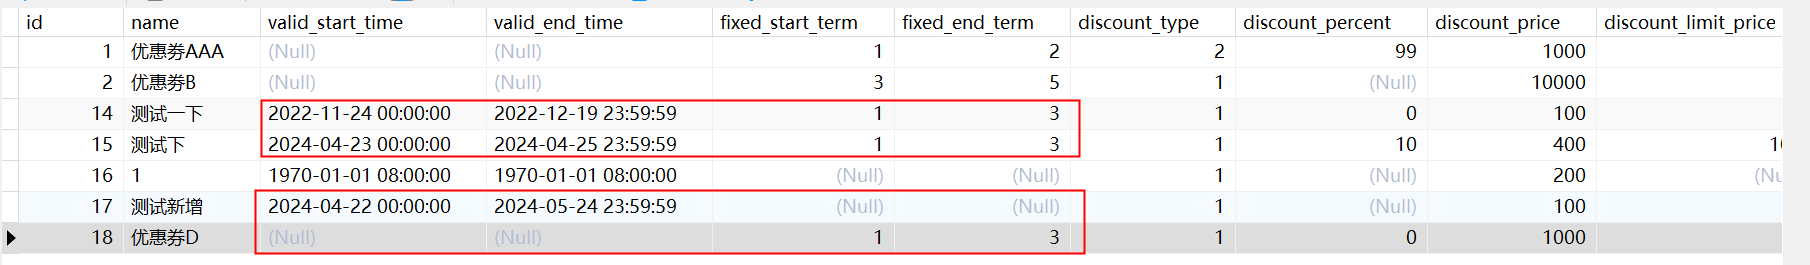 id name valid_start_time valid_end_time fixed_start_term fixed_end_term discount_type discount_percent discount_price discount_limit_price
1 优惠劵AAA (Null) (Null) 1 2 2 99 1000
2 优惠劵B (Null) (Null) 3 5 1 (Null) 10000
14 测试一下 2022-11-24 00:00:00 2022-12-19 23:59:59 1 3 1 0 100
15 测试下 2024-04-23 00:00:00 2024-04-25 23:59:59 1 3 1 10 400
16 1 1970-01-01 08:00:00 1970-01-01 08:00:00 (Null) (Null) 1 (Null) 200
17 测试新增 2024-04-22 00:00:00 2024-05-24 23:59:59 (Null) (Null) 1 (Null) 100
18 优惠券D (Null) (Null) 1 3 1 0 1000